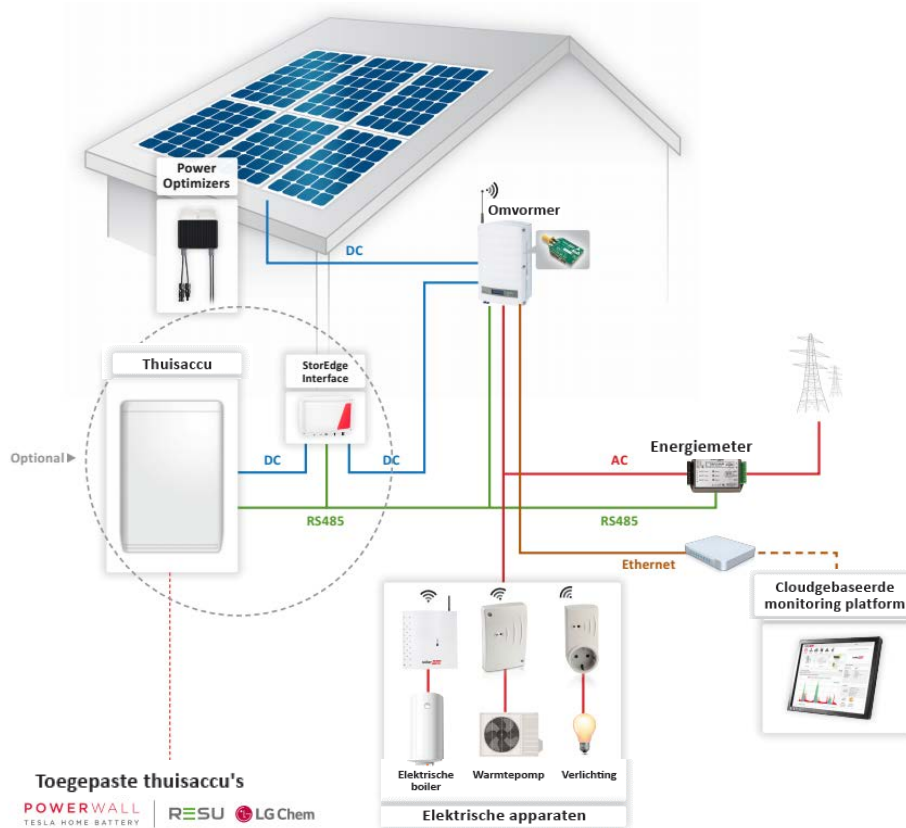 Power
Optimizers
Omvormer
DC
Thuisaccu
StorEdge
Interface
Optional
DC
DC
AC
Energiemeter
RS485
RS485
Ethernet
Cloudgebaseerde
monitoring platform
Elektrische
boiler
Warmtepomp
Verlichting
Elektrische apparaten
Toegepaste thuisaccu's
POWERWALL
TESLA HOME BATTERY
RESU
LG Chem